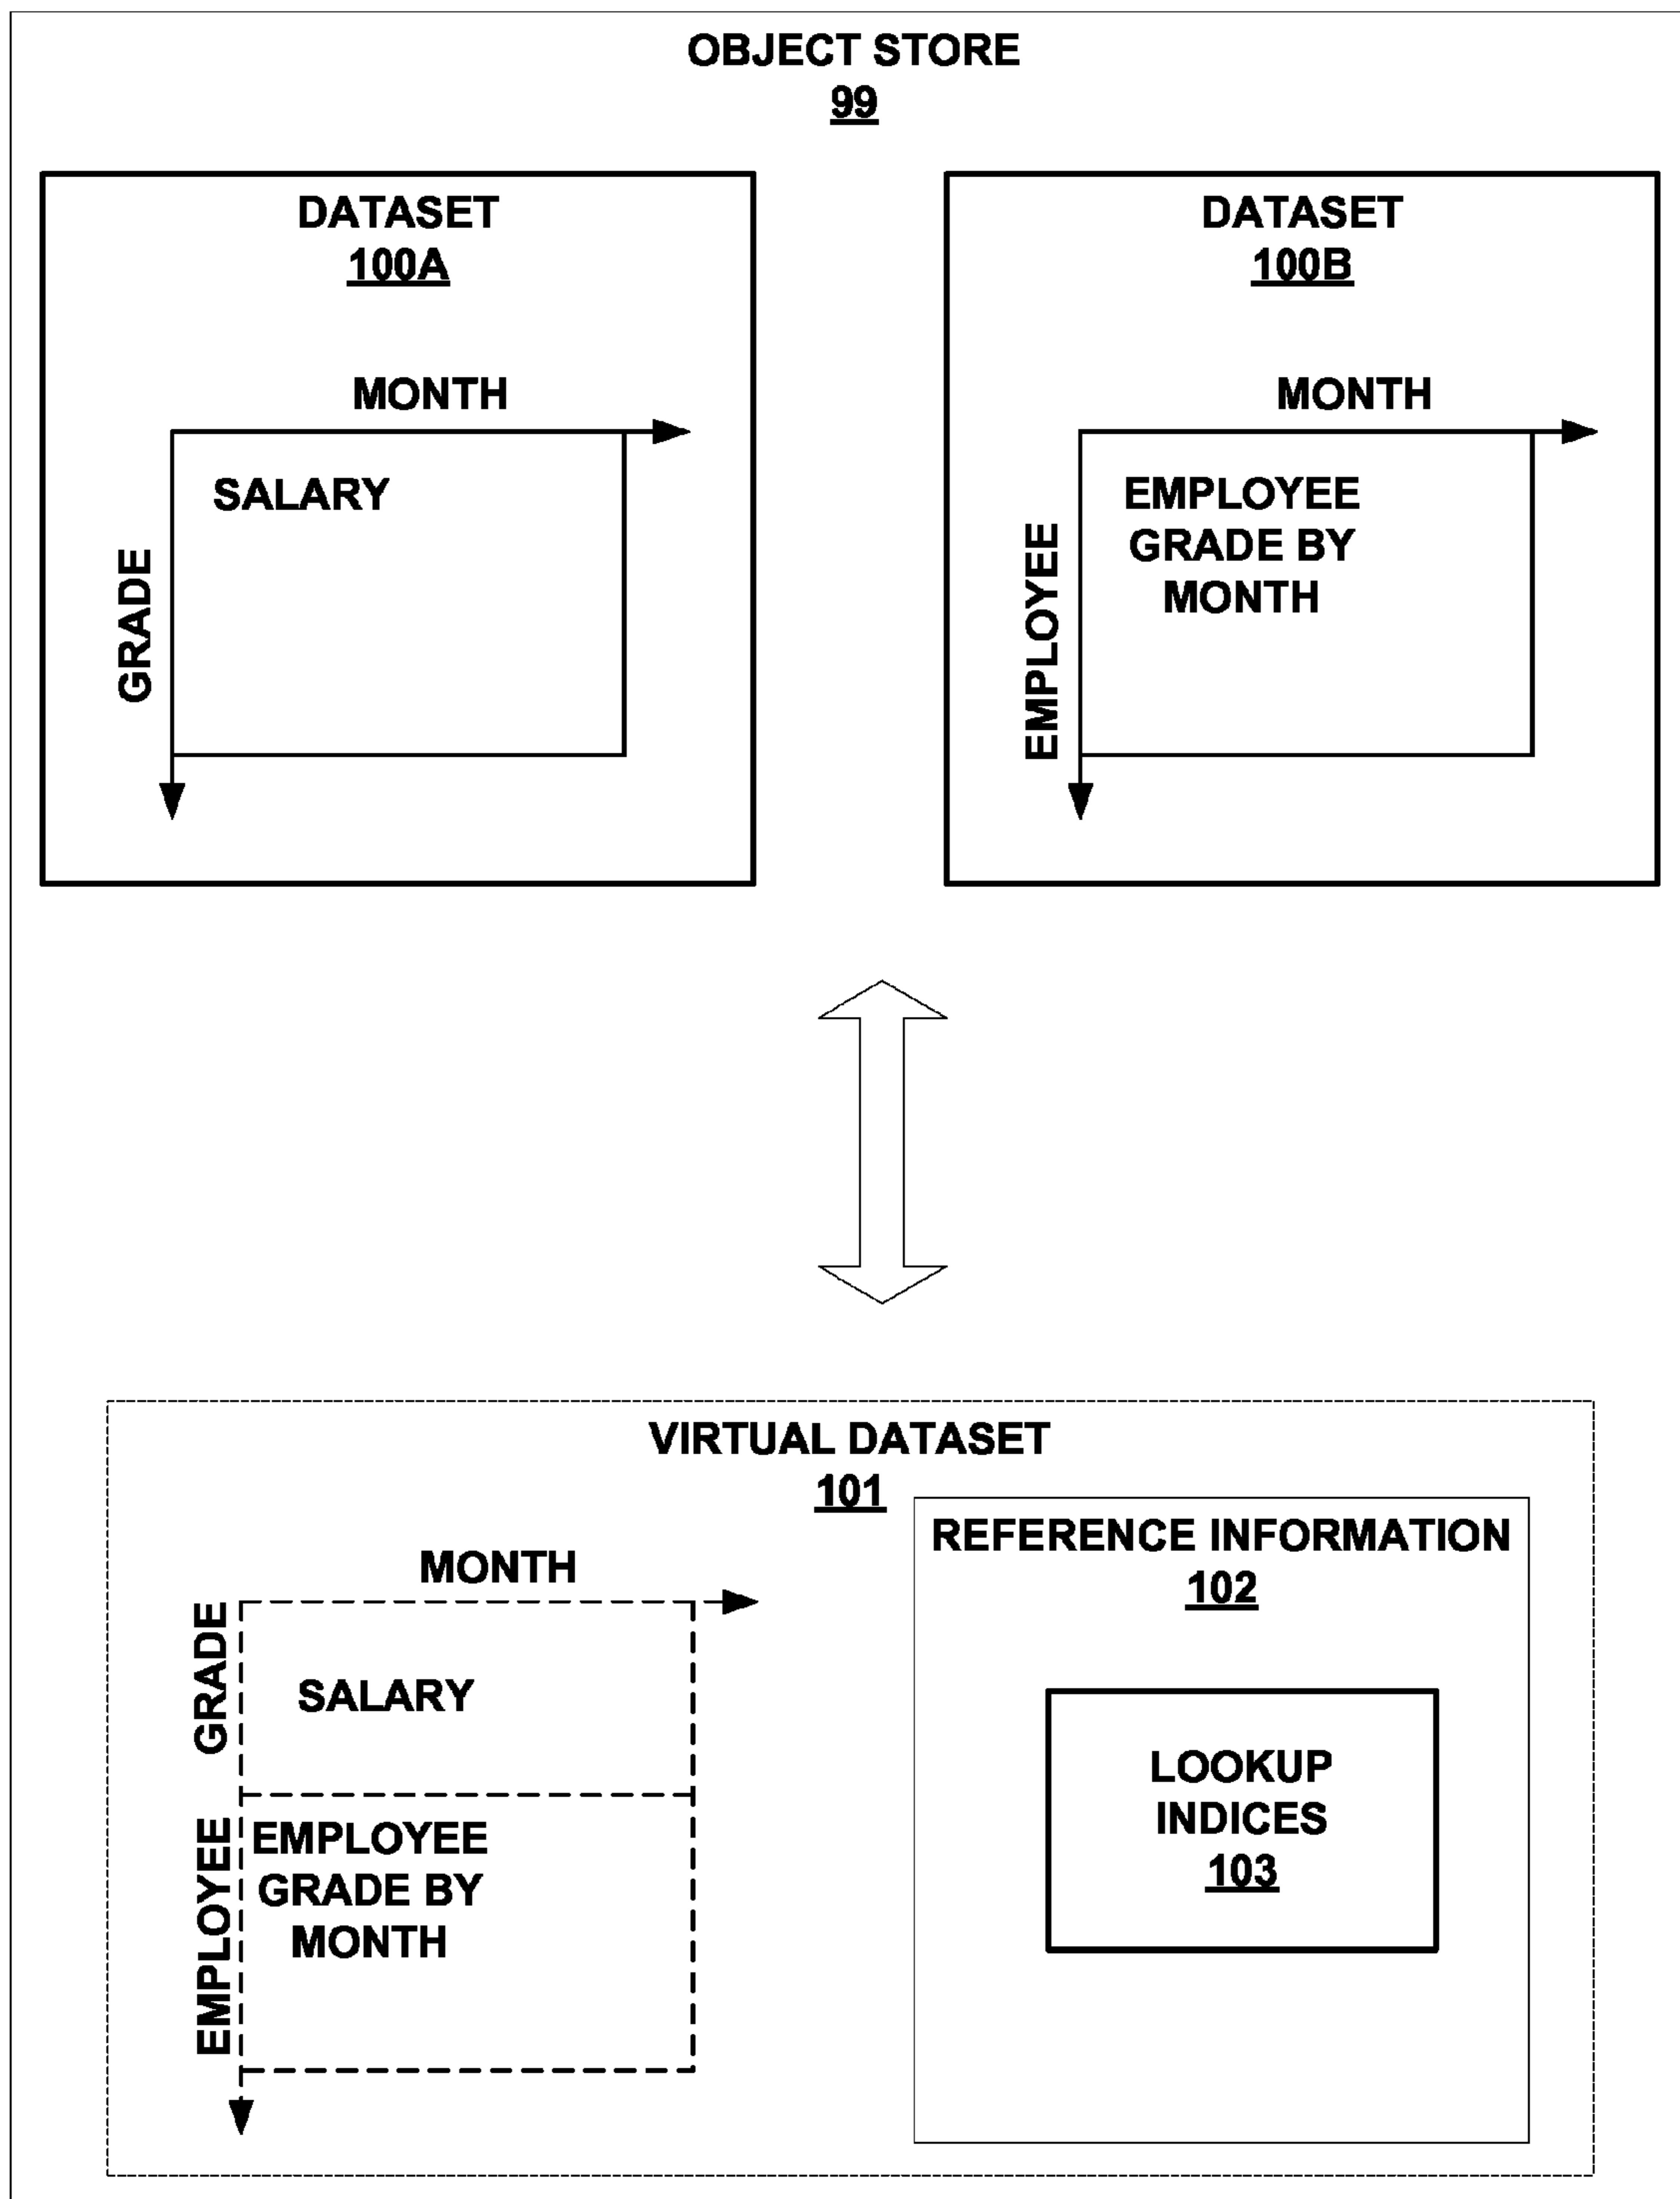 OBJECT STORE
99
DATASET
100A
MONTH
GRADE
SALARY
DATASET
100B
MONTH
EMPLOYEE
EMPLOYEE
GRADE BY
MONTH
VIRTUAL DATASET
101
MONTH
GRADE
SALARY
EMPLOYEE
EMPLOYEE
GRADE BY
MONTH
REFERENCE INFORMATION
102
LOOKUP
INDICES
103